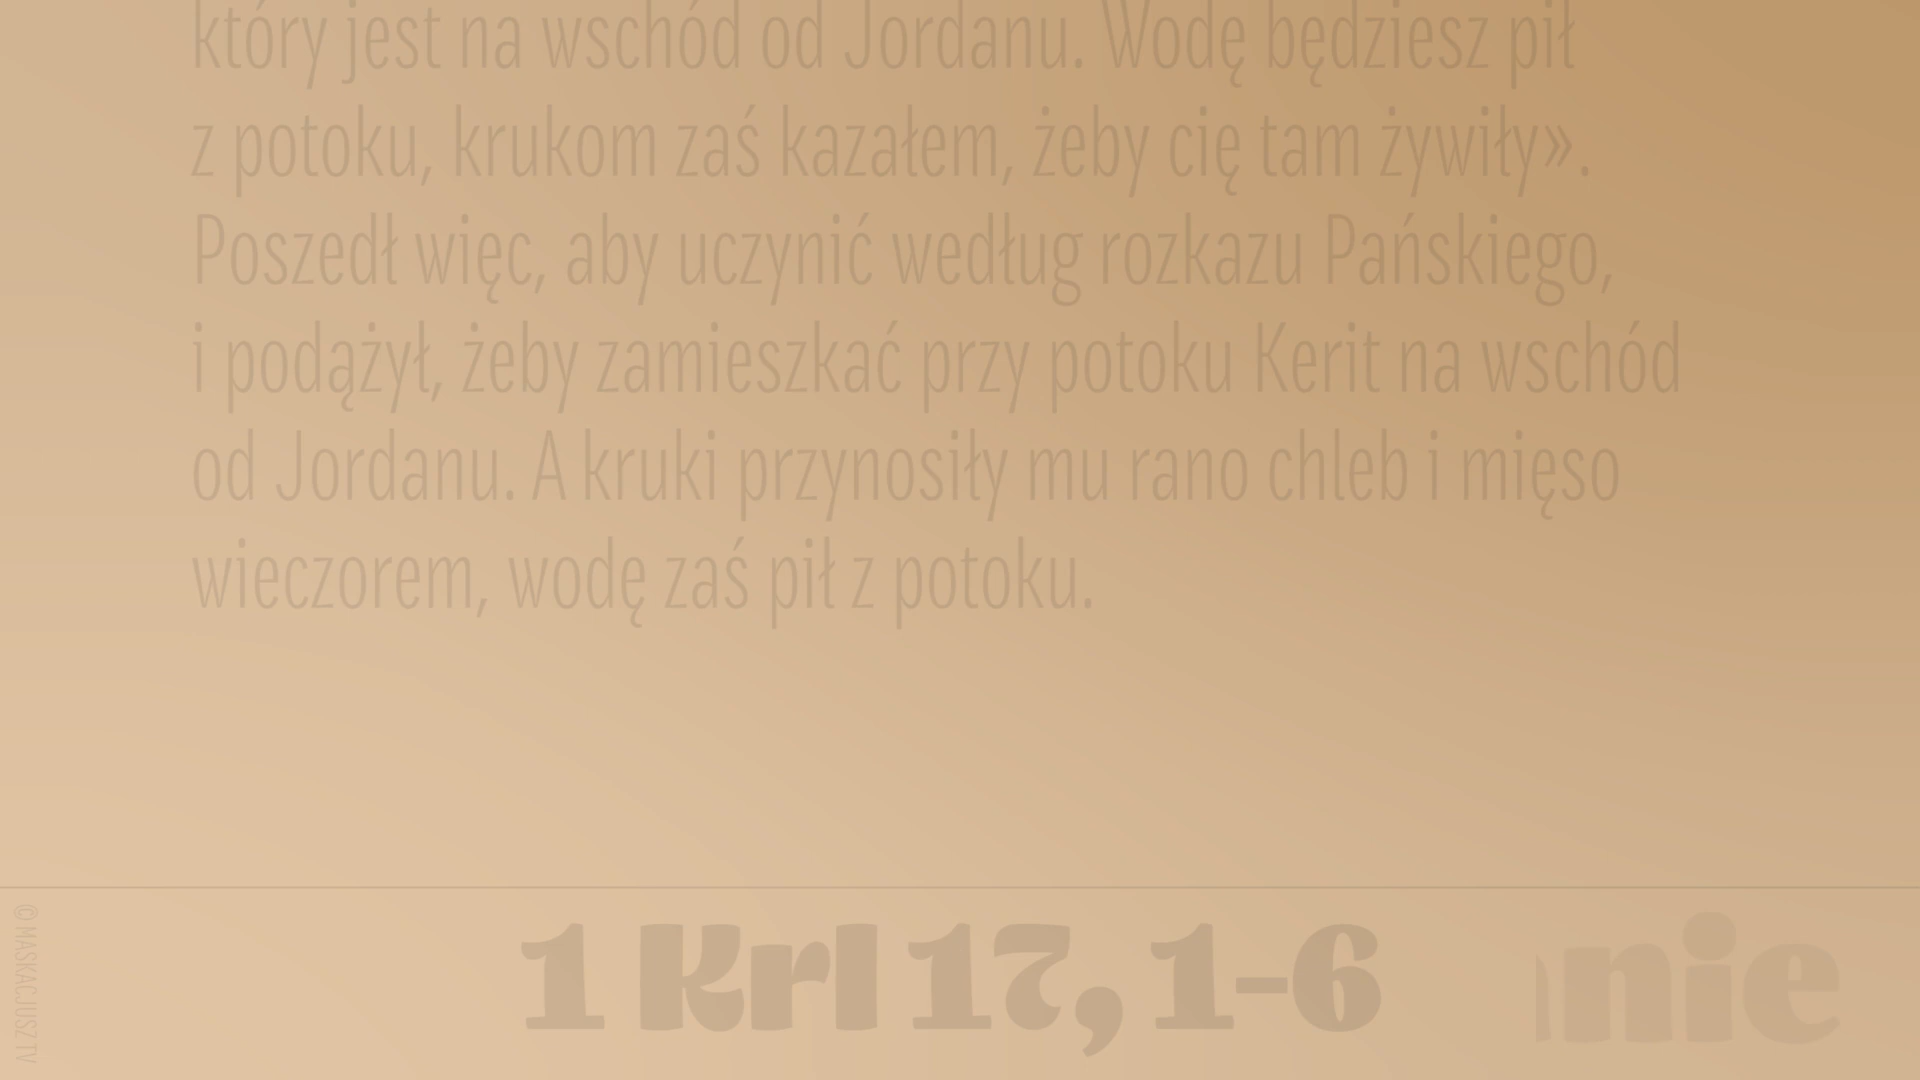 który jest na wschód od Jordanu. Wodę będziesz pił
z potoku, krukom zaś kazałem, żeby cię tam żywiły».
Poszedł więc, aby uczynić według rozkazu Pańskiego,
i podążył, żeby zamieszkać przy potoku Kerit na wschód
od Jordanu. A kruki przynosiły mu rano chleb i mięso
wieczorem, wodę zaś pił z potoku.
1 Krl 17, 1-6
nie
© MASKACJUSZ TV